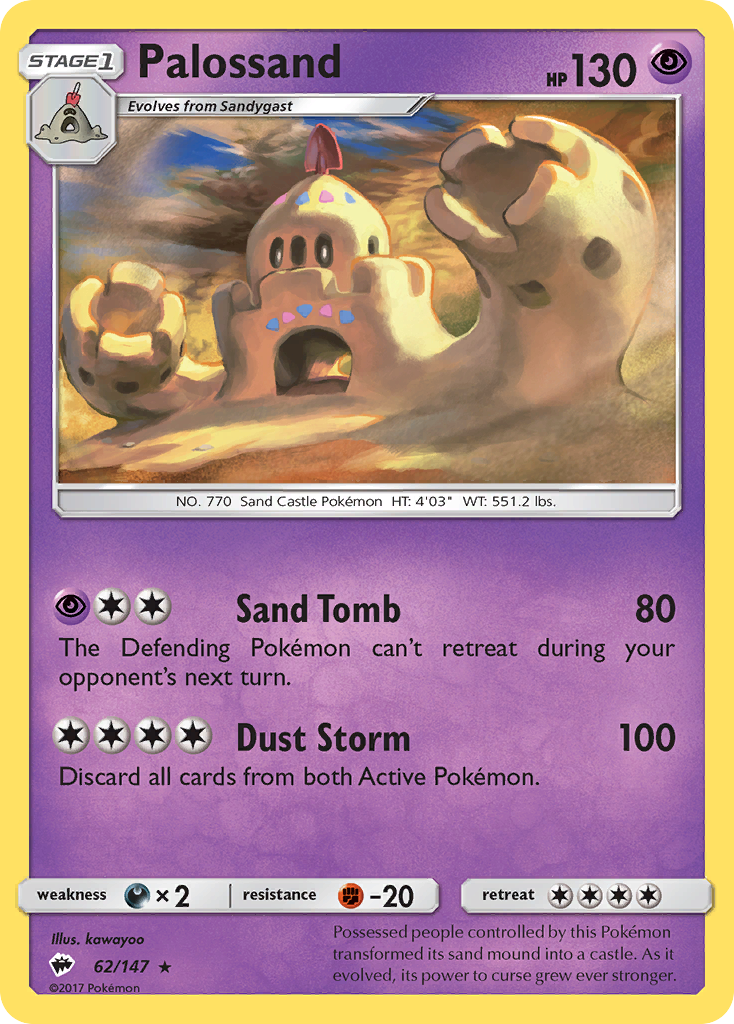 STAGE1 Palossand HP 130
Evolves from Sandygast
NO. 770 Sand Castle Pokémon HT: 4'03" WT: 551.2 lbs.
Sand Tomb 80
The Defending Pokémon can't retreat during your
opponent's next turn.
Dust Storm 100
Discard all cards from both Active Pokémon.
weakness ×2 resistance -20 retreat
Illus. kawayoo
62/147 ★
©2017 Pokémon
Possessed people controlled by this Pokémon
transformed its sand mound into a castle. As it
evolved, its power to curse grew ever stronger.